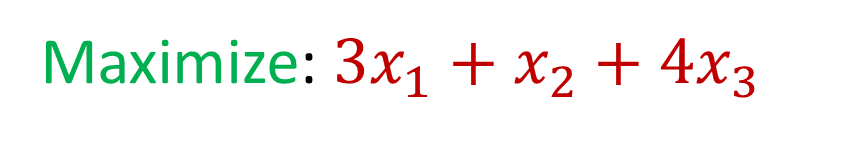 Maximize: 3x₁ + x₂ + 4x₃